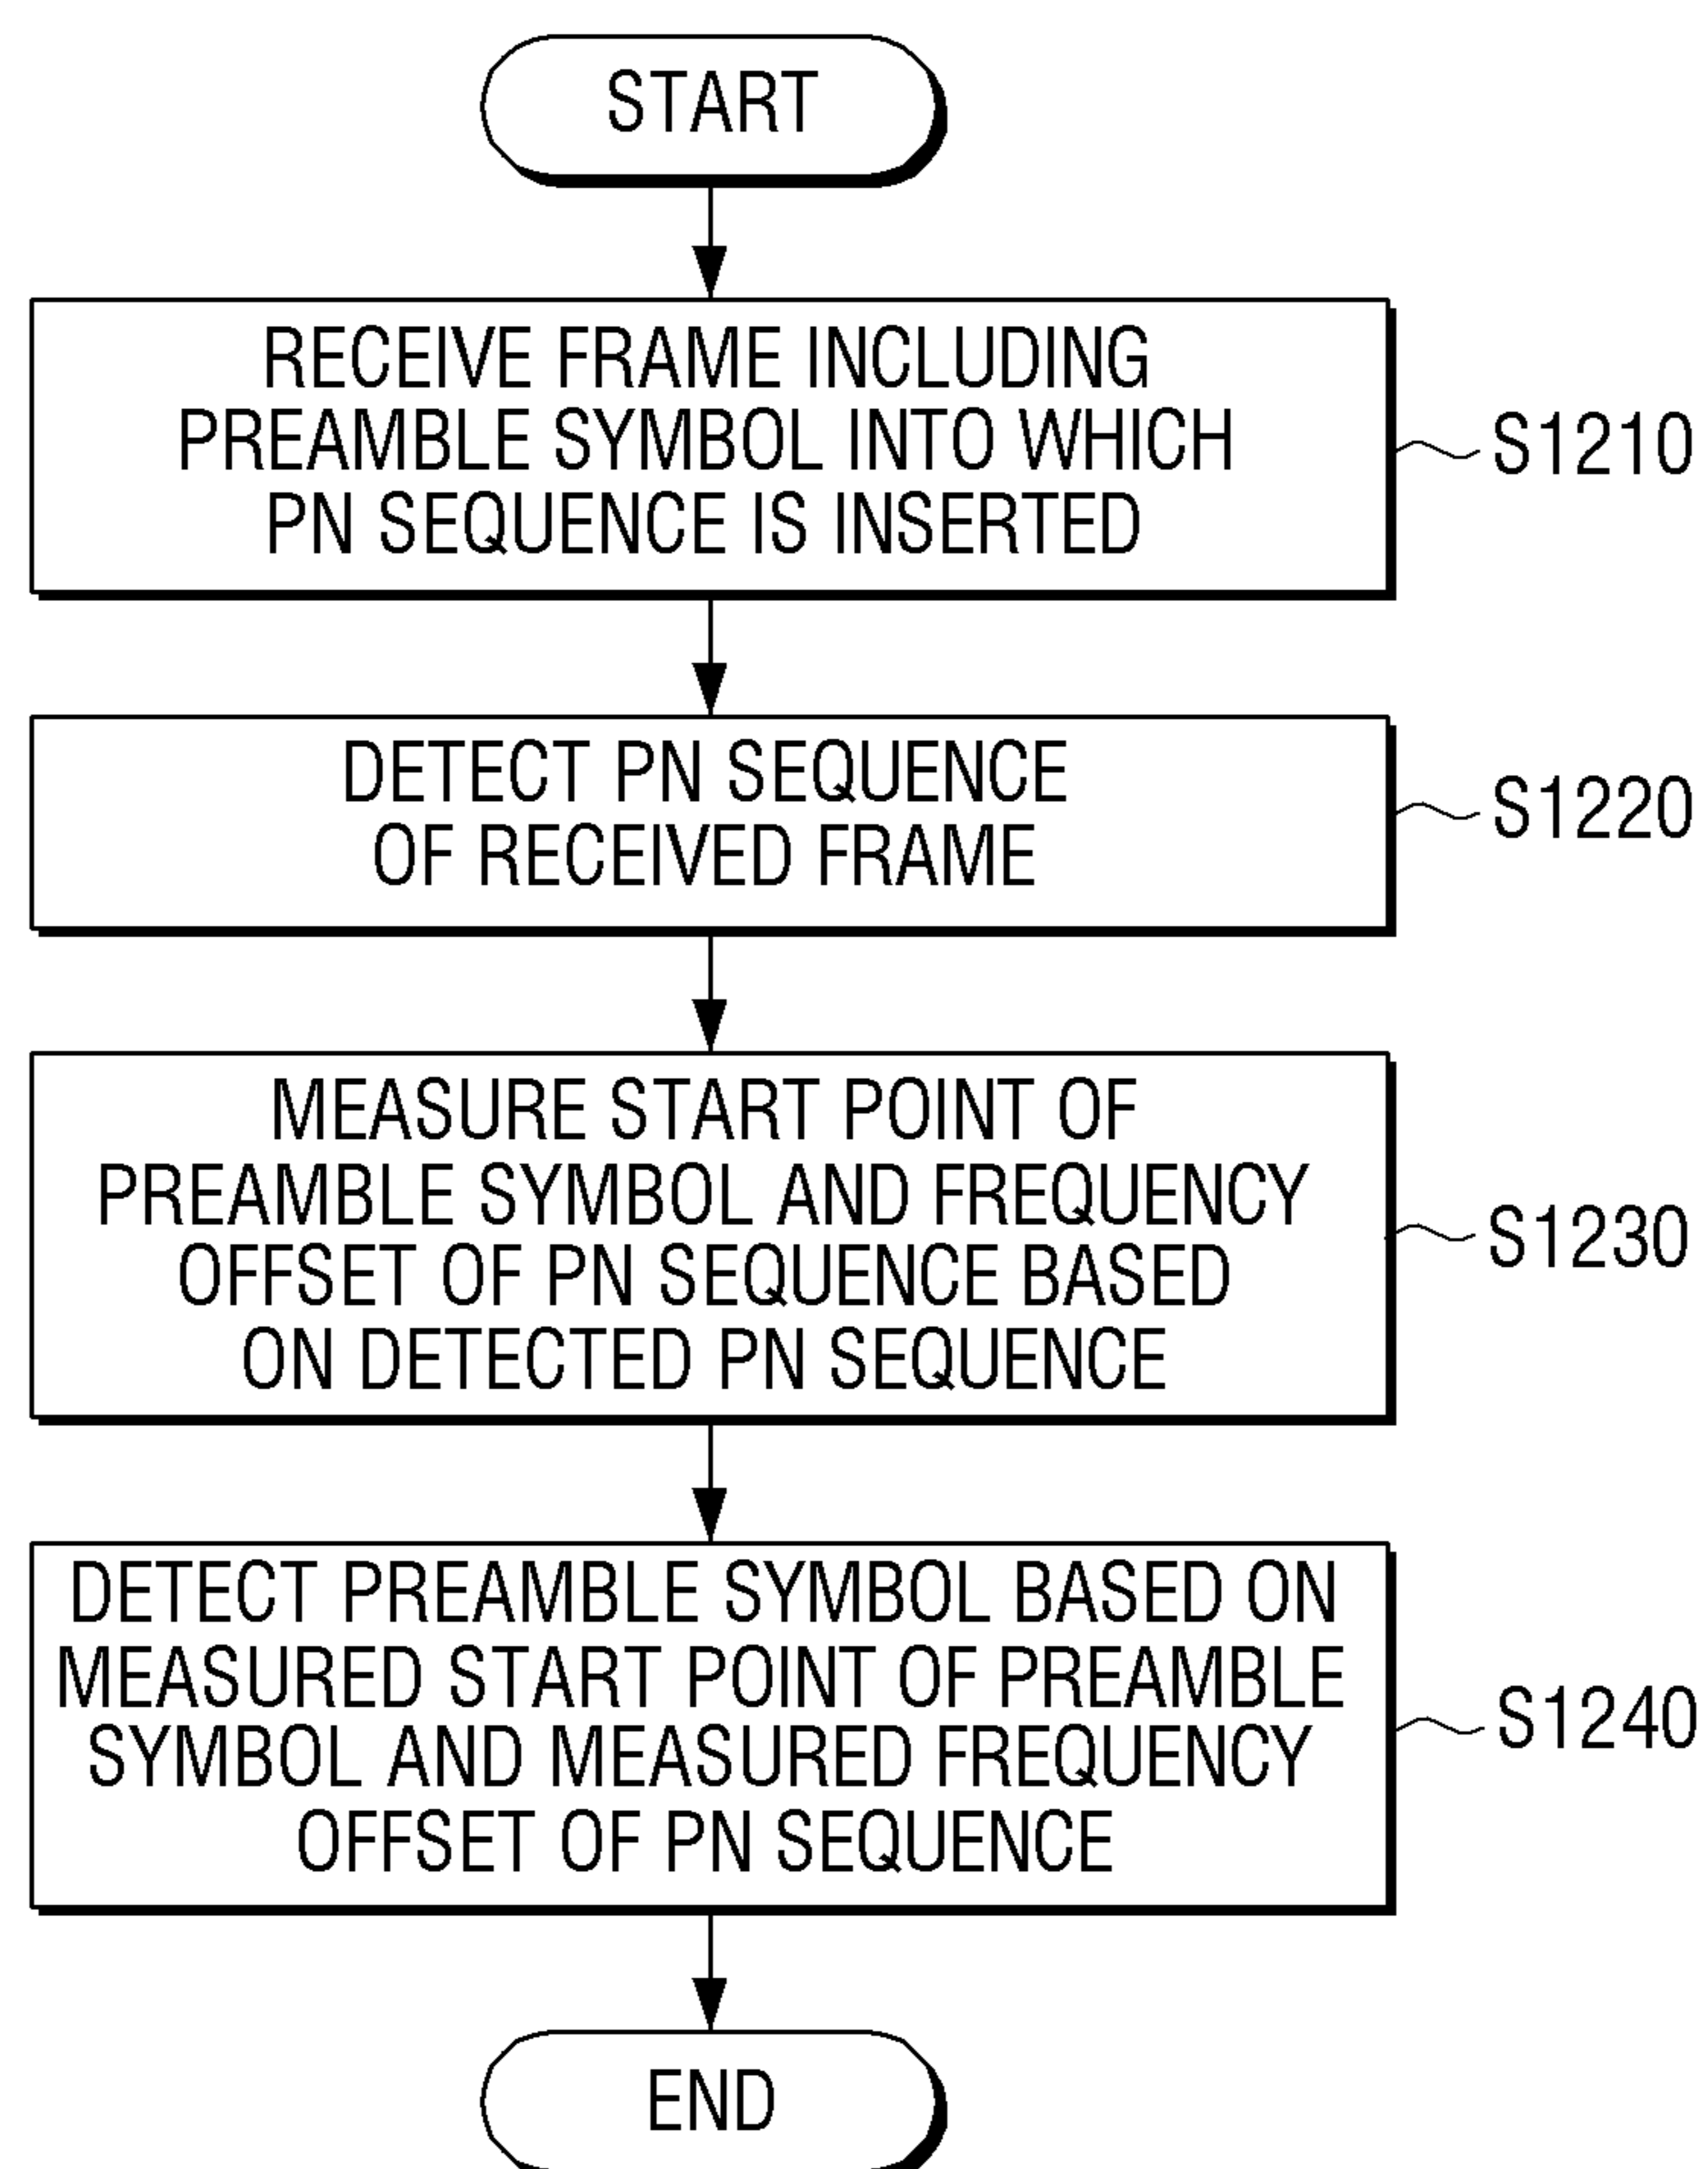 START
RECEIVE FRAME INCLUDING
PREAMBLE SYMBOL INTO WHICH
PN SEQUENCE IS INSERTED
S1210
DETECT PN SEQUENCE
OF RECEIVED FRAME
S1220
MEASURE START POINT OF
PREAMBLE SYMBOL AND FREQUENCY
OFFSET OF PN SEQUENCE BASED
ON DETECTED PN SEQUENCE
S1230
DETECT PREAMBLE SYMBOL BASED ON
MEASURED START POINT OF PREAMBLE
SYMBOL AND MEASURED FREQUENCY
OFFSET OF PN SEQUENCE
S1240
END